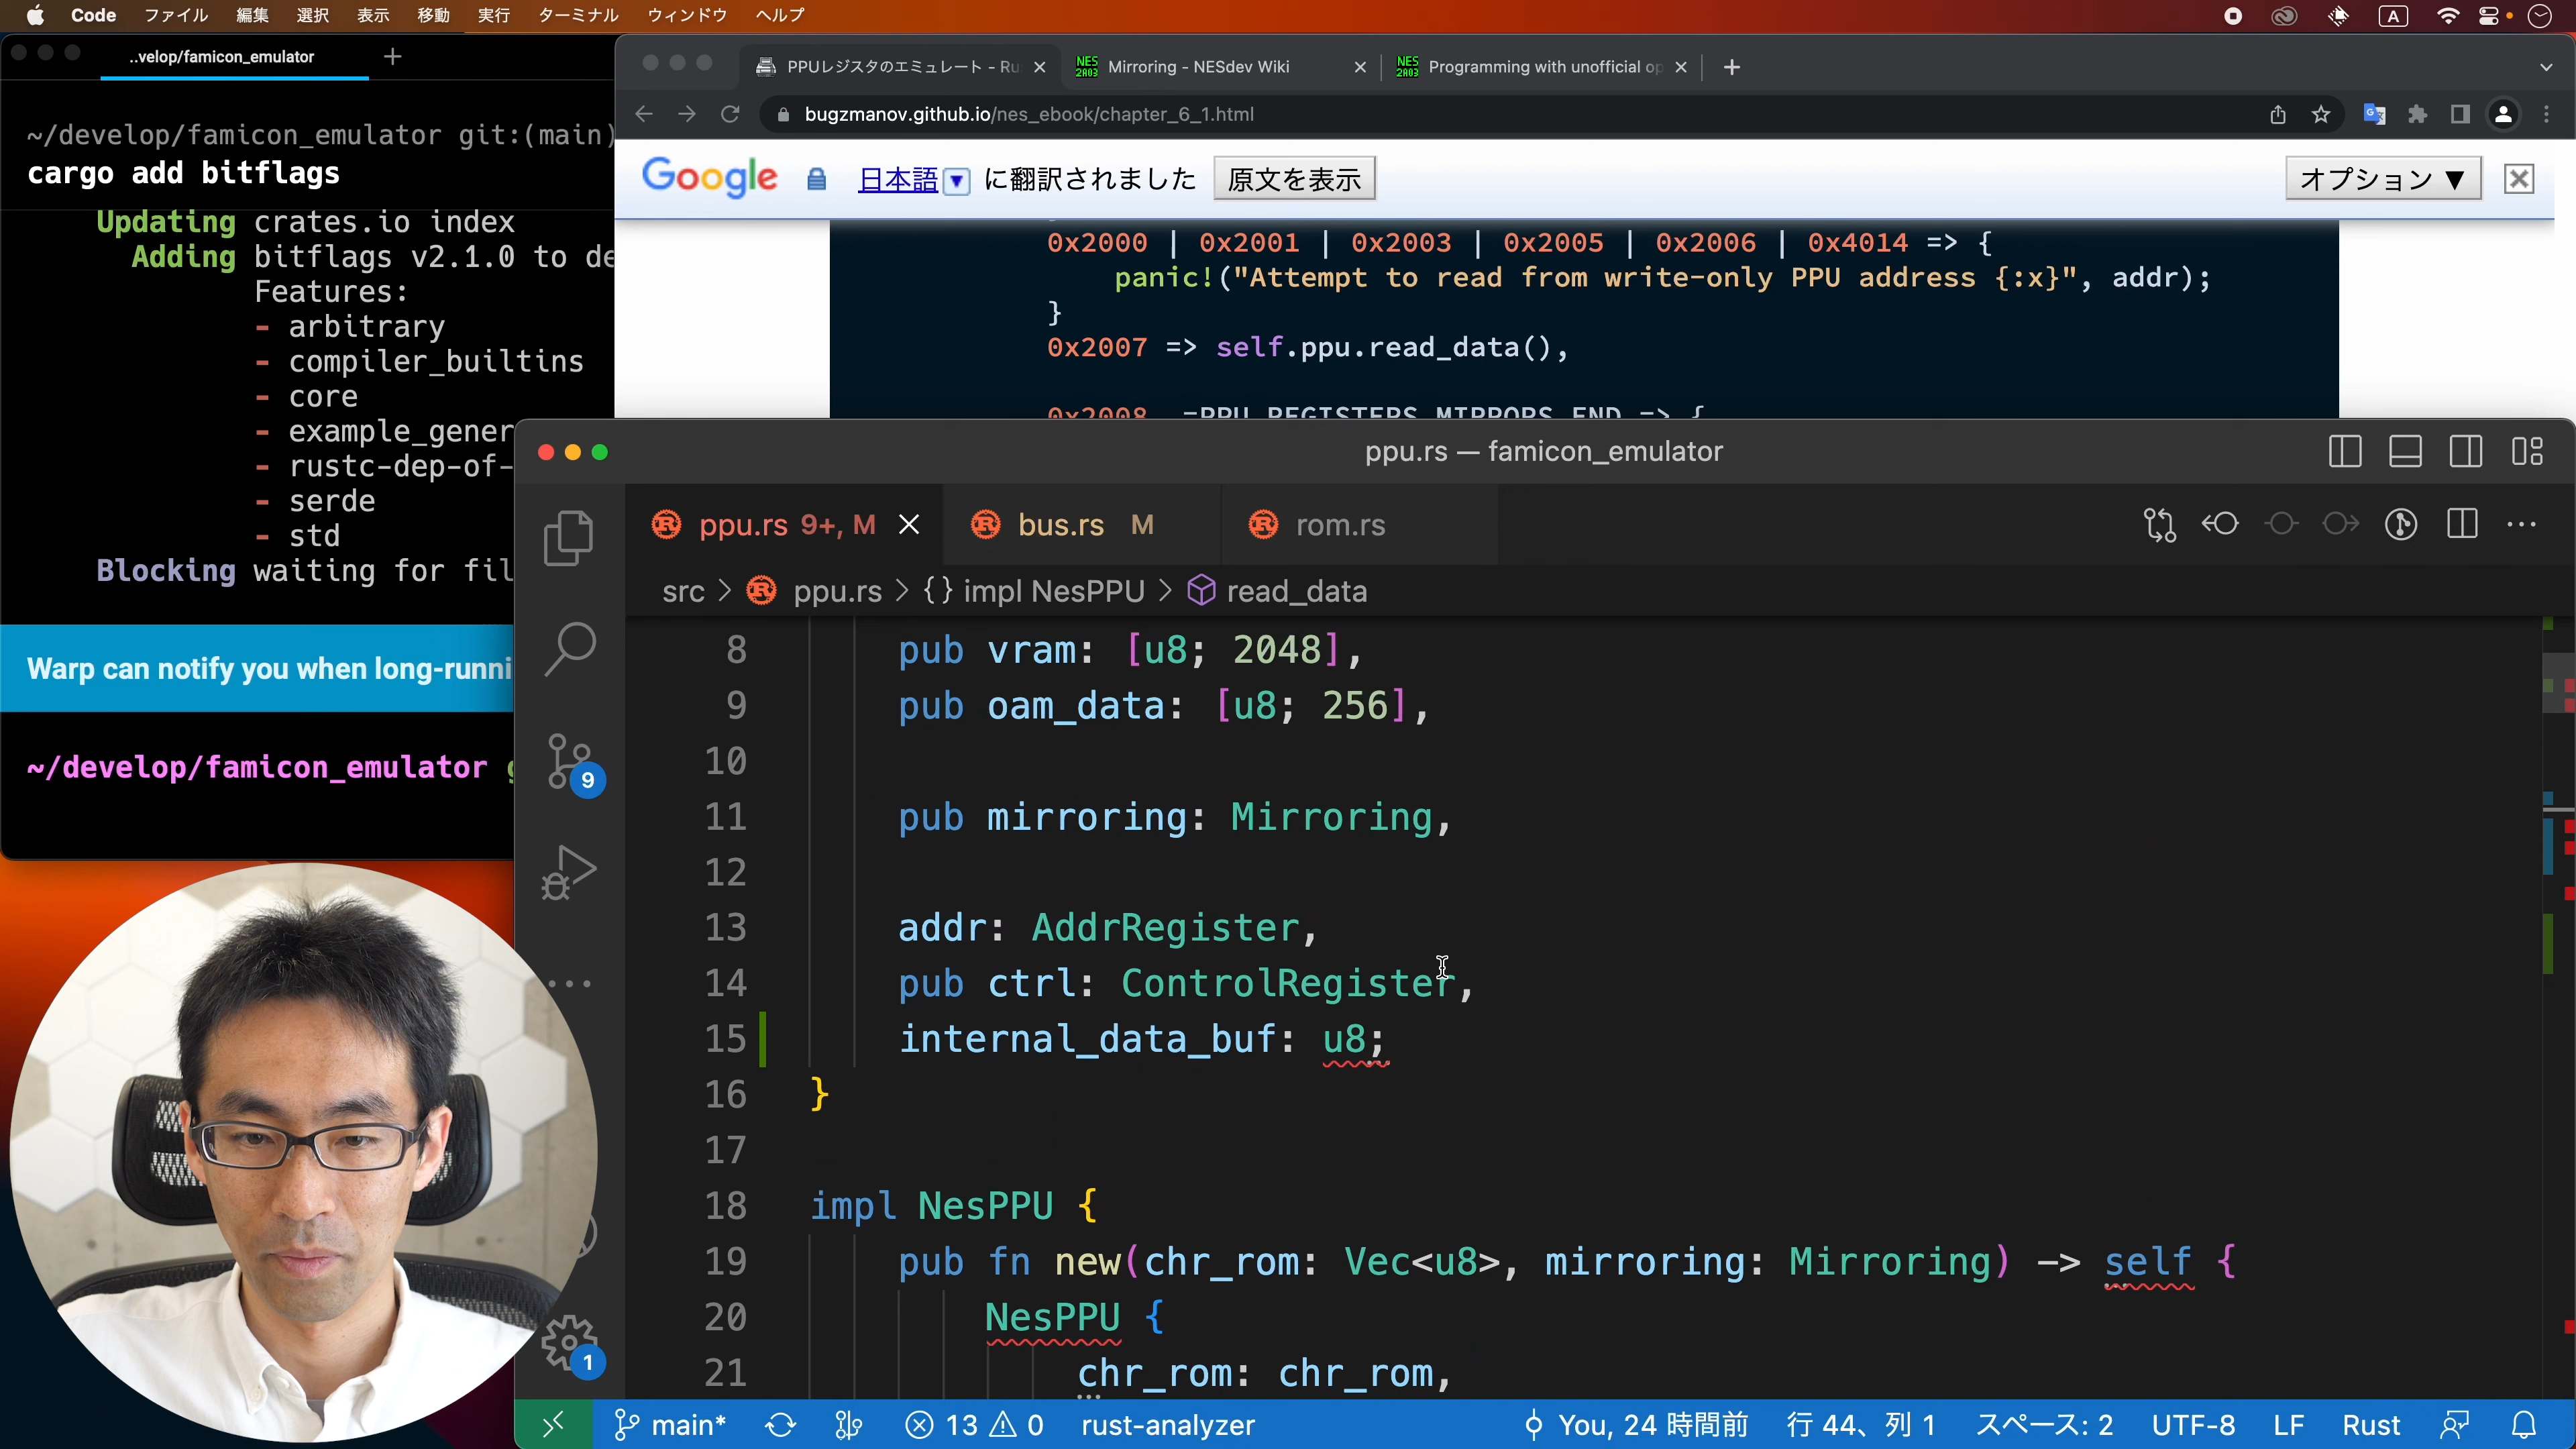 Code ファイル 編集 選択 表示 移動 実行 ターミナル ウィンドウ ヘルプ A
..velop/famicon_emulator
~/develop/famicon_emulator git:(main)
cargo add bitflags
Updating crates.io index
Adding bitflags v2.1.0 to de
Features:
- arbitrary
- compiler_builtins
- core
- example_gener
- rustc-dep-of-
- serde
- std
Blocking waiting for fil
Warp can notify you when long-runni
~/develop/famicon_emulator g
PPUレジスタのエミュレート - Ru
NES 2A03 Mirroring - NESdev Wiki
NES 2A03 Programming with unofficial op
bugzmanov.github.io/nes_ebook/chapter_6_1.html
Google 日本語 に翻訳されました 原文を表示 オプション ▼
0x2000 | 0x2001 | 0x2003 | 0x2005 | 0x2006 | 0x4014 => {
panic!("Attempt to read from write-only PPU address {:x}", addr);
}
0x2007 => self.ppu.read_data(),
0x2008..=PPU_REGISTERS_MIRRORS_END => {
ppu.rs — famicon_emulator
ppu.rs 9+, M bus.rs M rom.rs
src > ppu.rs > {} impl NesPPU > read_data
8 pub vram: [u8; 2048],
9 pub oam_data: [u8; 256],
10
11 pub mirroring: Mirroring,
12
13 addr: AddrRegister,
14 pub ctrl: ControlRegister,
15 internal_data_buf: u8;
16 }
17
18 impl NesPPU {
19 pub fn new(chr_rom: Vec<u8>, mirroring: Mirroring) -> self {
20 NesPPU {
21 chr_rom: chr_rom,
9
1
main* 13 0 rust-analyzer You, 24 時間前 行 44、列 1 スペース: 2 UTF-8 LF Rust